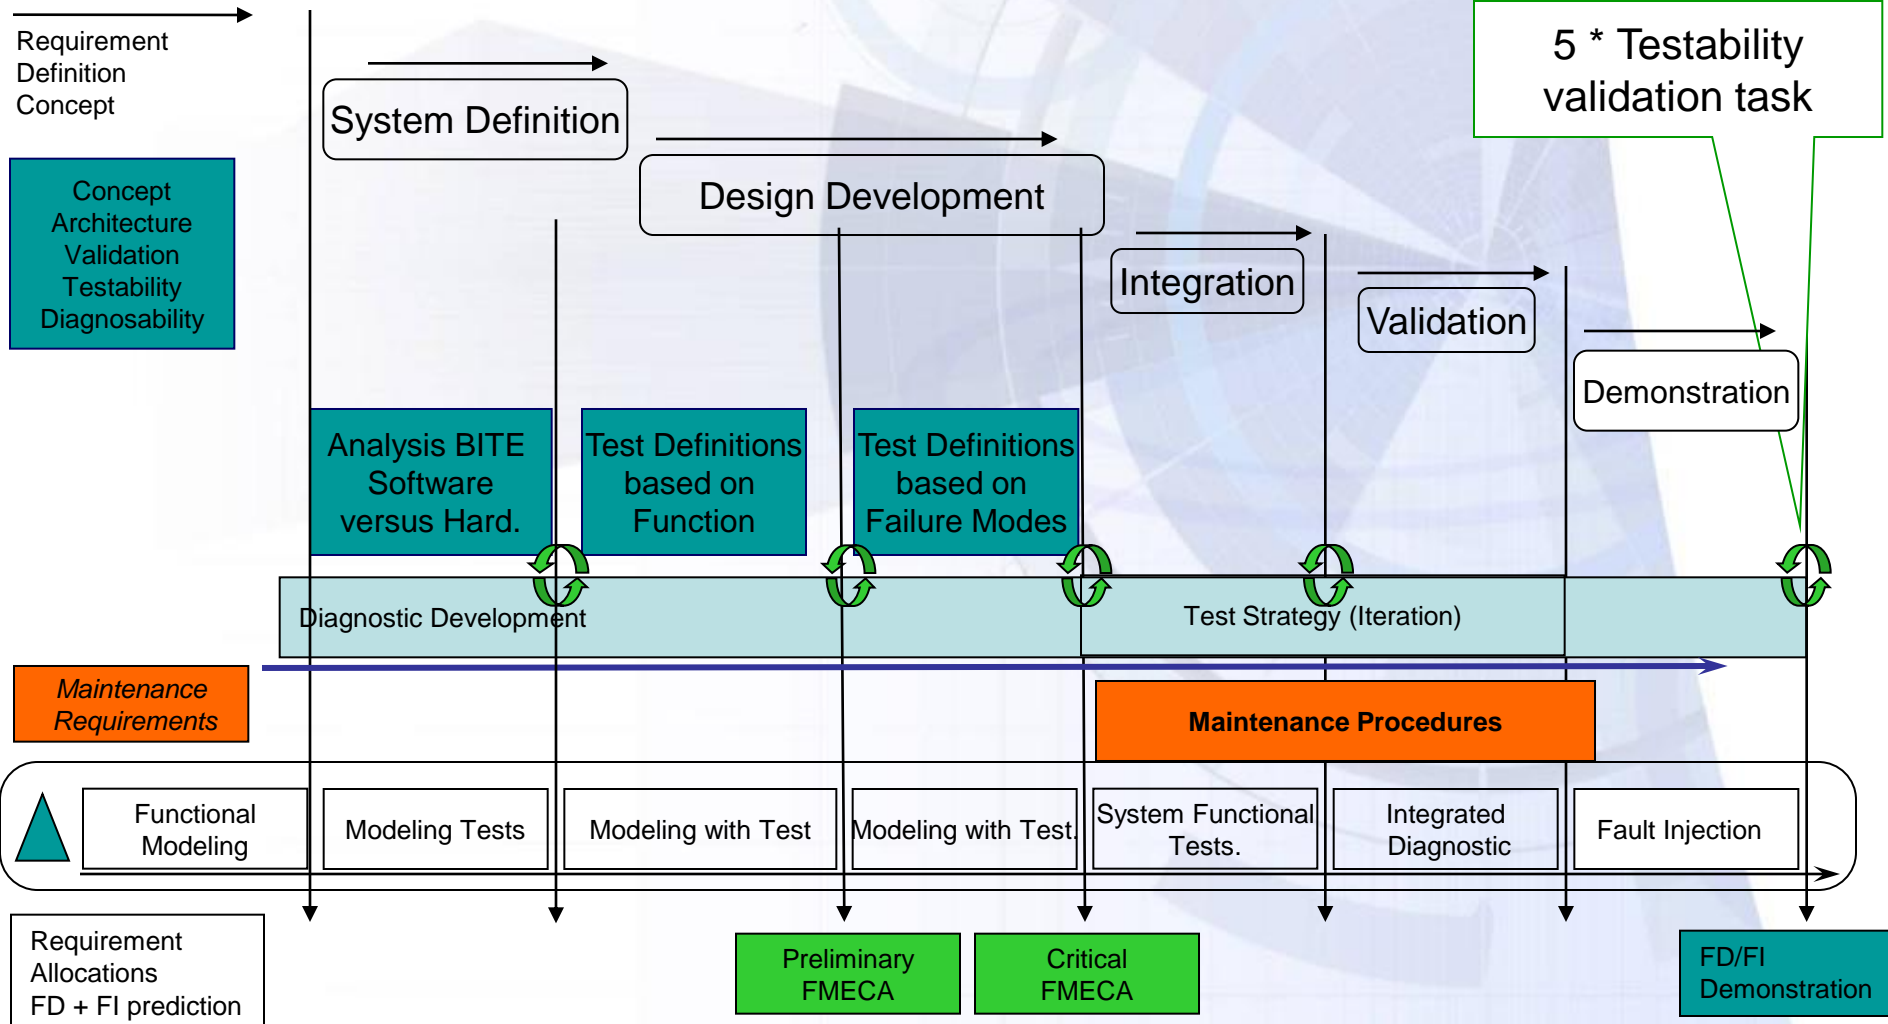 Requirement
Definition
Concept
5 * Testability
validation task
System Definition
Design Development
Integration
Validation
Demonstration
Concept
Architecture
Validation
Testability
Diagnosability
Analysis BITE
Software
versus Hard.
Test Definitions
based on
Function
Test Definitions
based on
Failure Modes
Diagnostic Development
Test Strategy (Iteration)
Maintenance
Requirements
Maintenance Procedures
Functional
Modeling
Modeling Tests
Modeling with Test
Modeling with Test.
System Functional
Tests.
Integrated
Diagnostic
Fault Injection
Requirement
Allocations
FD + FI prediction
Preliminary
FMECA
Critical
FMECA
FD/FI
Demonstration